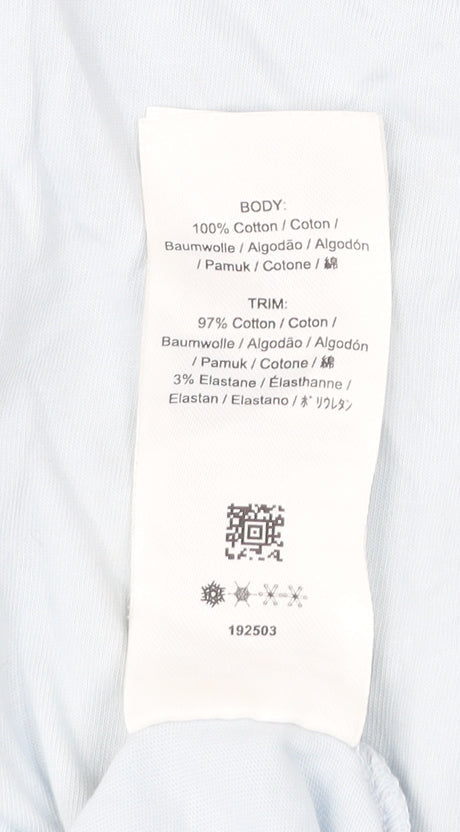 BODY:
100% Cotton / Coton /
Baumwolle / Algodão / Algodón
/ Pamuk / Cotone / 綿
TRIM:
97% Cotton / Coton /
Baumwolle / Algodão / Algodón
/ Pamuk / Cotone / 綿
3% Elastane / Élasthanne /
Elastan / Elastano / ﾎﾟﾘｳﾚﾀﾝ
192503